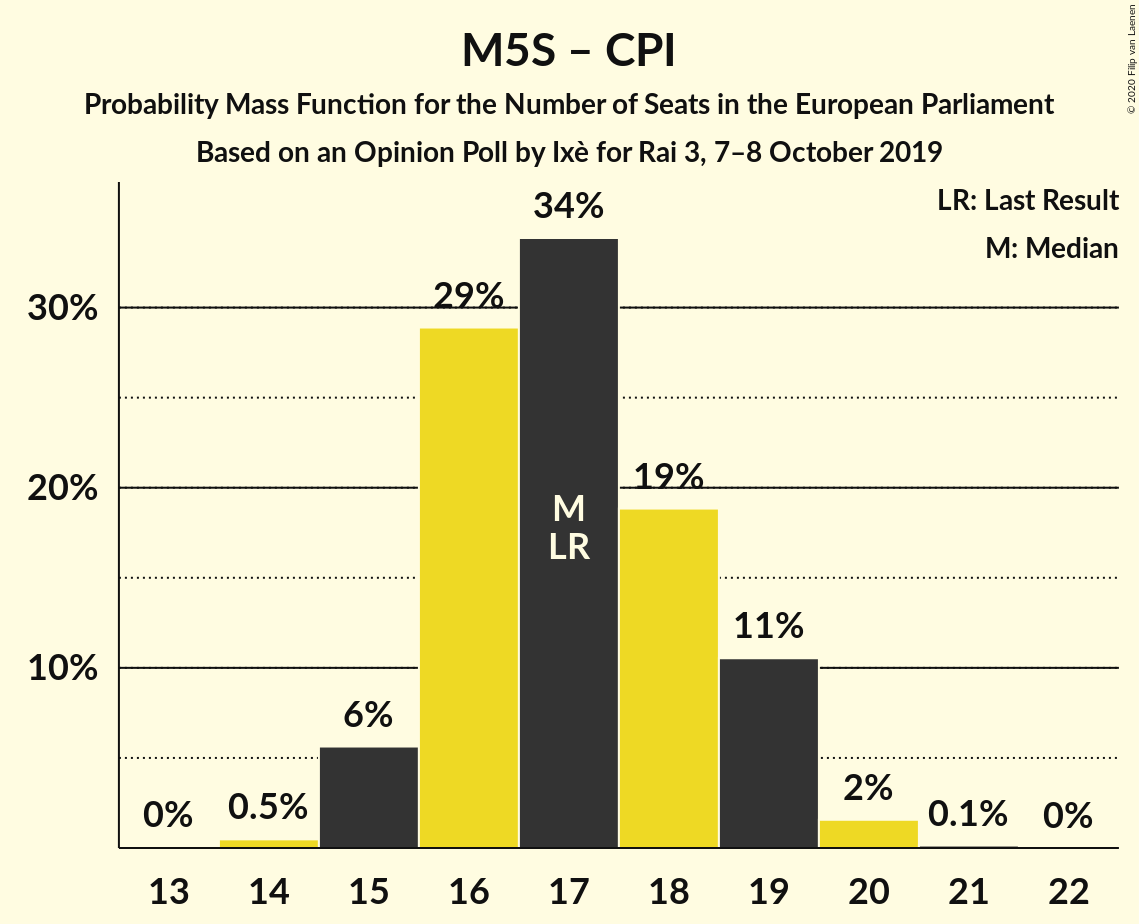 M5S – CPI
Probability Mass Function for the Number of Seats in the European Parliament
Based on an Opinion Poll by Ixè for Rai 3, 7–8 October 2019
© 2020 Filip van Laenen
LR: Last Result
M: Median
30%
20%
10%
0%
0.5%
6%
29%
34%
19%
11%
2%
0.1%
0%
M
LR
13
14
15
16
17
18
19
20
21
22